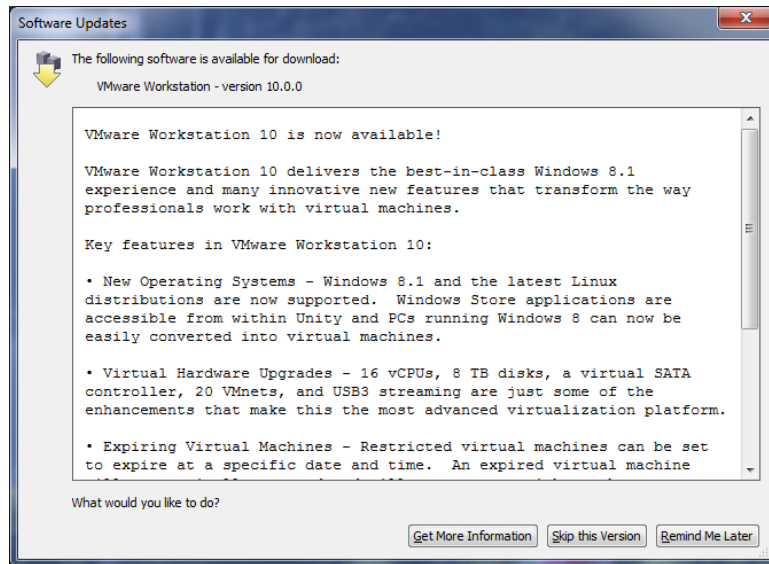 Software Updates
The following software is available for download:
VMware Workstation - version 10.0.0
VMware Workstation 10 is now available!
VMware Workstation 10 delivers the best-in-class Windows 8.1
experience and many innovative new features that transform the way
professionals work with virtual machines.
Key features in VMware Workstation 10:
• New Operating Systems - Windows 8.1 and the latest Linux
distributions are now supported.  Windows Store applications are
accessible from within Unity and PCs running Windows 8 can now be
easily converted into virtual machines.
• Virtual Hardware Upgrades - 16 vCPUs, 8 TB disks, a virtual SATA
controller, 20 VMnets, and USB3 streaming are just some of the
enhancements that make this the most advanced virtualization platform.
• Expiring Virtual Machines - Restricted virtual machines can be set
to expire at a specific date and time.  An expired virtual machine
What would you like to do?
Get More Information Skip this Version Remind Me Later